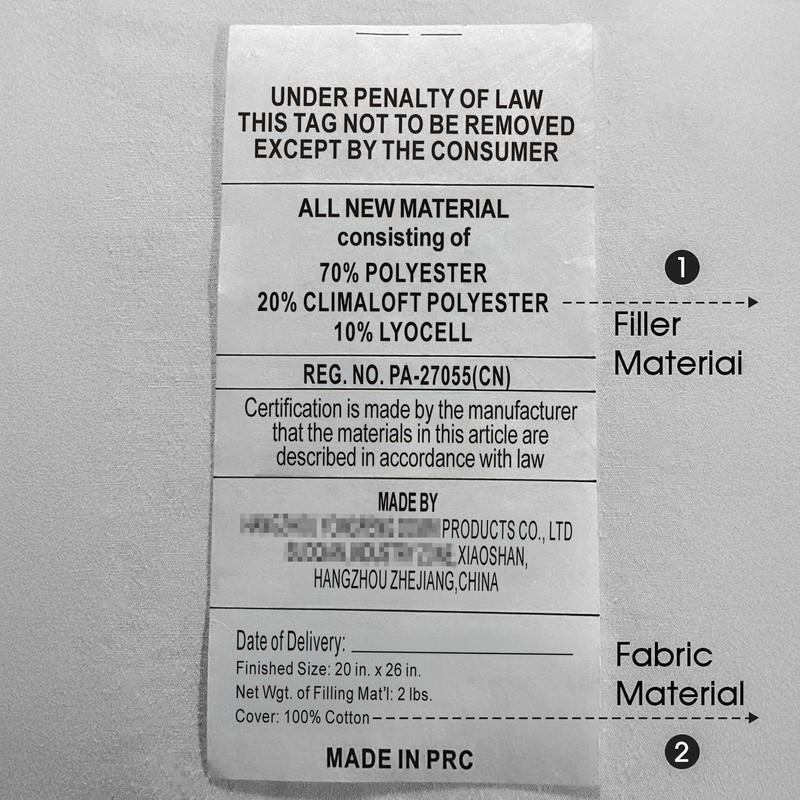 UNDER PENALTY OF LAW
THIS TAG NOT TO BE REMOVED
EXCEPT BY THE CONSUMER
ALL NEW MATERIAL
consisting of
70% POLYESTER
20% CLIMALOFT POLYESTER
10% LYOCELL
1
Filler
Materiai
REG. NO. PA-27055(CN)
Certification is made by the manufacturer
that the materials in this article are
described in accordance with law
MADE BY
PRODUCTS CO., LTD
XIAOSHAN,
HANGZHOU ZHEJIANG,CHINA
Date of Delivery:
Finished Size: 20 in. x 26 in.
Net Wgt. of Filling Mat'l: 2 lbs.
Cover: 100% Cotton
Fabric
Material
2
MADE IN PRC